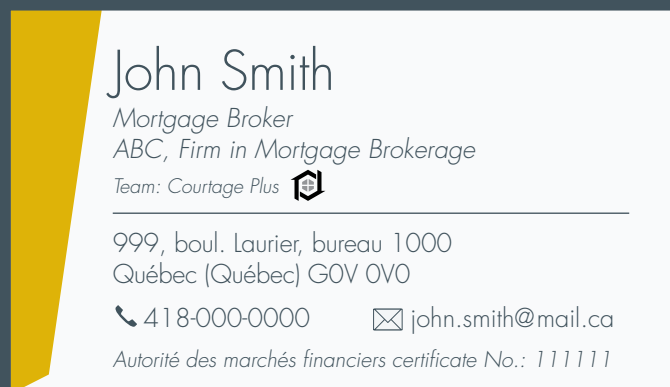 John Smith
Mortgage Broker
ABC, Firm in Mortgage Brokerage
Team: Courtage Plus
999, boul. Laurier, bureau 1000
Québec (Québec) G0V 0V0
418-000-0000 john.smith@mail.ca
Autorité des marchés financiers certificate No.: 111111